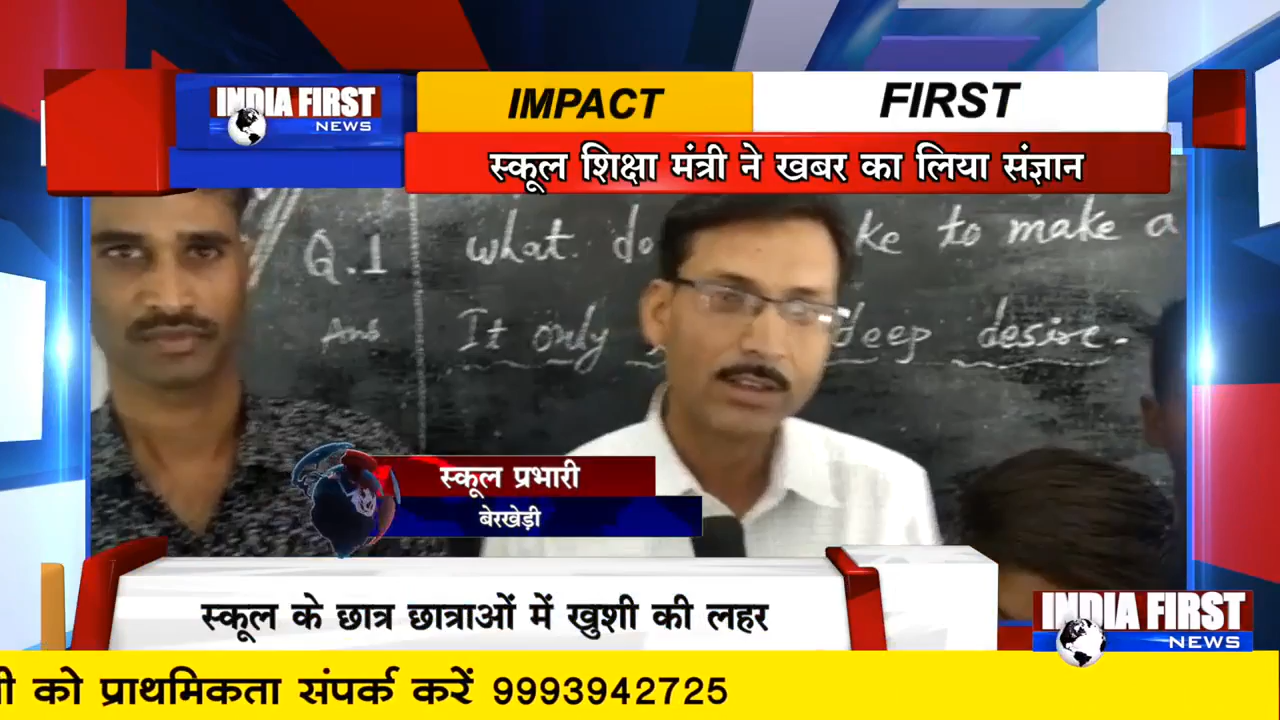 INDIA FIRST
NEWS
IMPACT
FIRST
स्कूल शिक्षा मंत्री ने खबर का लिया संज्ञान
Q.1 what do ke to make a
Ans It only deep desire.
स्कूल प्रभारी
बेरखेड़ी
स्कूल के छात्र छात्राओं में खुशी की लहर
INDIA FIRST
NEWS
को प्राथमिकता संपर्क करें 9993942725